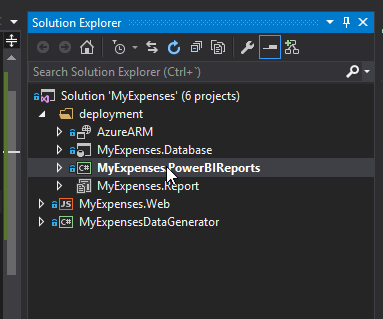 Solution Explorer
Search Solution Explorer (Ctrl+`)
Solution 'MyExpenses' (6 projects)
deployment
AzureARM
MyExpenses.Database
C# MyExpenses.PowerBIReports
MyExpenses.Report
JS MyExpenses.Web
C# MyExpensesDataGenerator